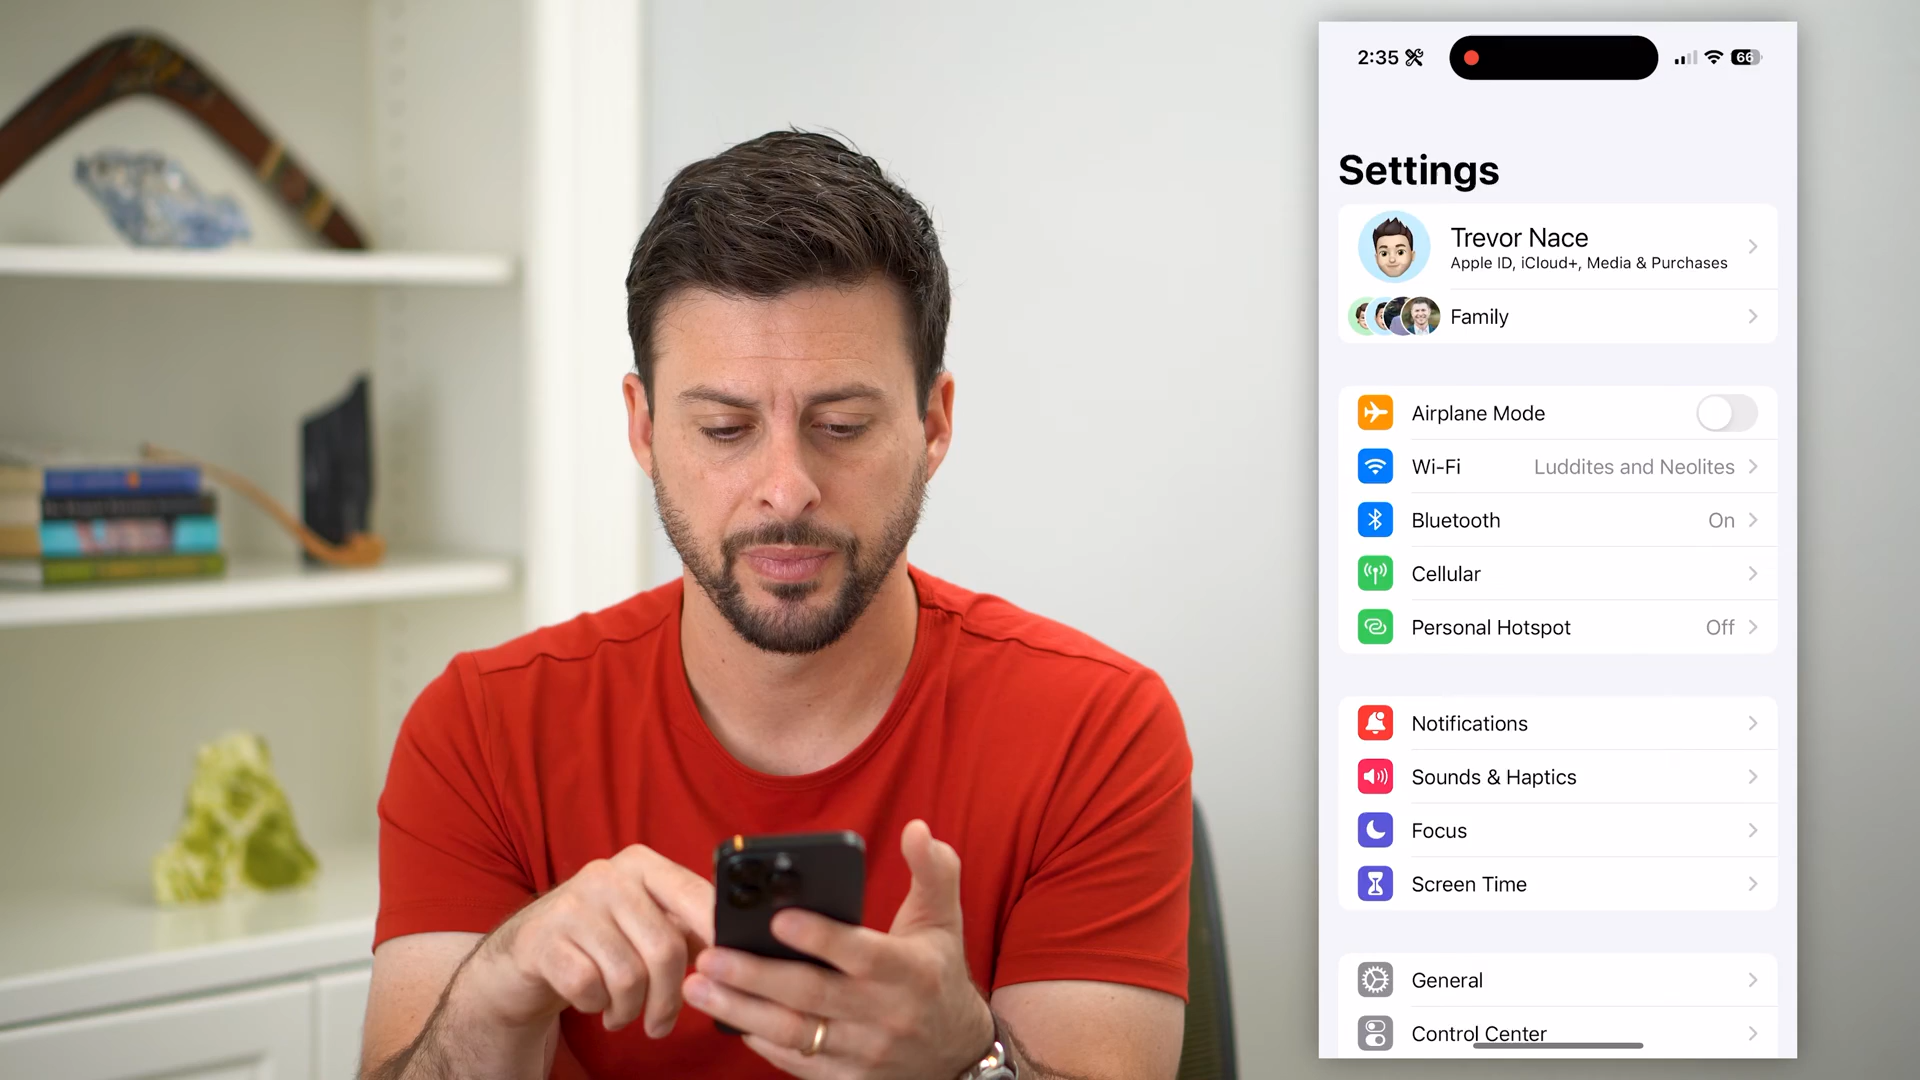 2:35
66
Settings
Trevor Nace
Apple ID, iCloud+, Media & Purchases
Family
Airplane Mode
Wi-Fi Luddites and Neolites
Bluetooth On
Cellular
Personal Hotspot Off
Notifications
Sounds & Haptics
Focus
Screen Time
General
Control Center